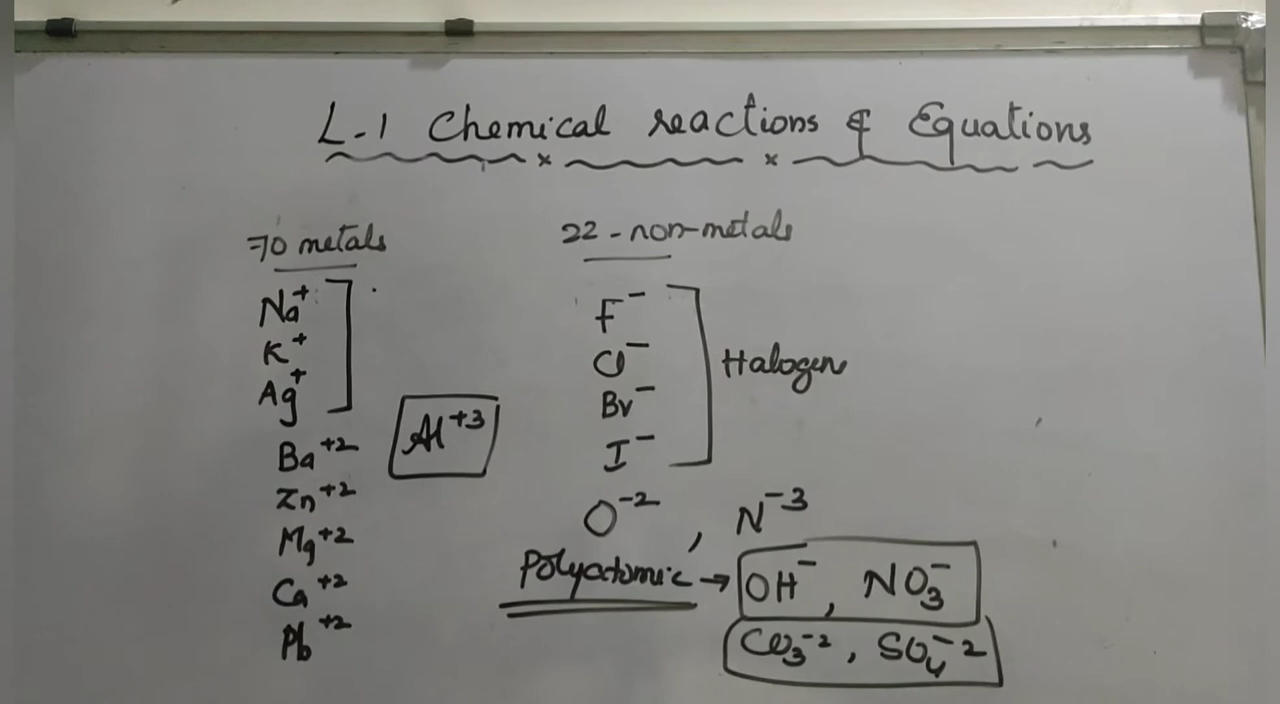 L-1 Chemical reactions & Equations
70 metals
Na⁺
K⁺
Ag⁺
Ba⁺²
Zn⁺²
Mg⁺²
Ca⁺²
Pb⁺²
Al⁺³
22 - non-metals
F⁻
Cl⁻
Br⁻
I⁻
Halogen
O⁻² , N⁻³
Polyatomic → OH⁻ , NO₃⁻
CO₃⁻² , SO₄⁻²